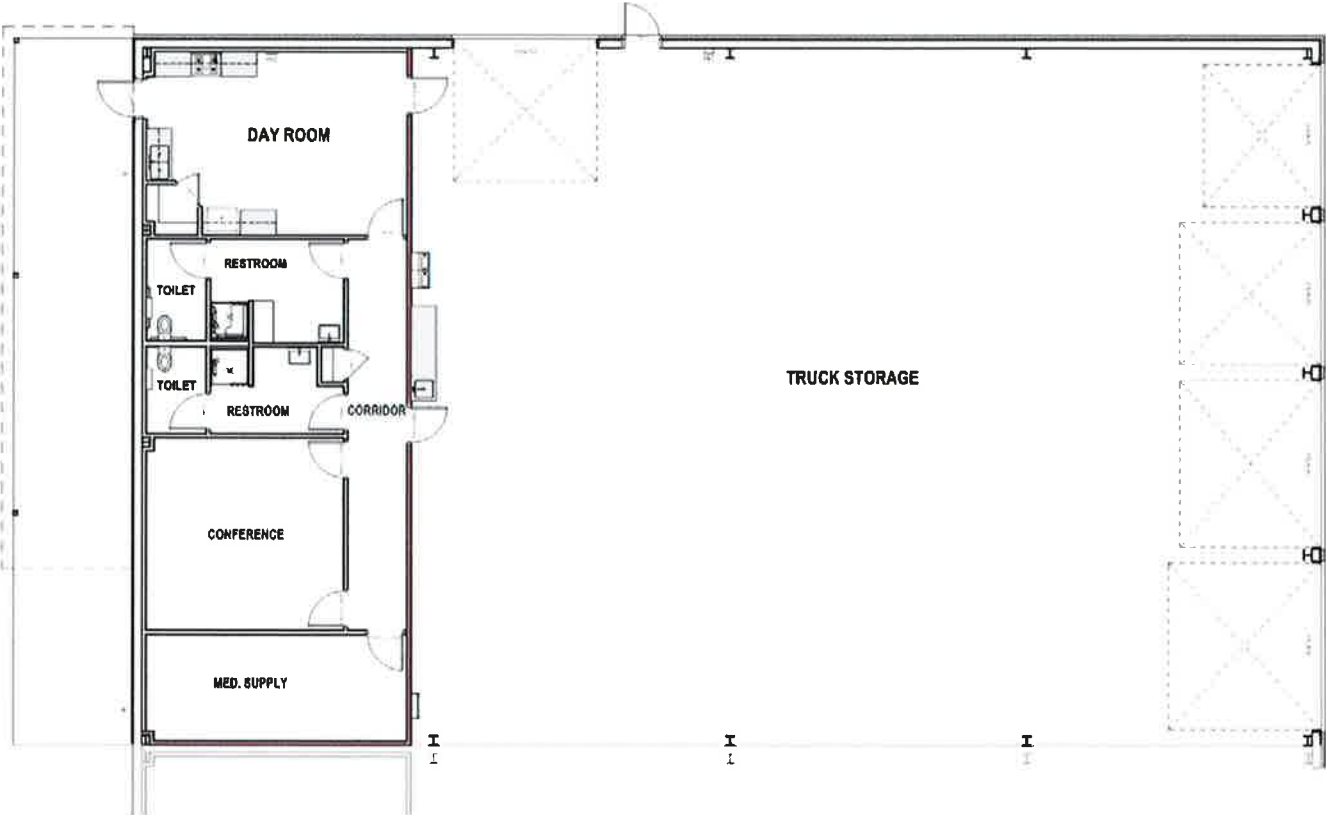 DAY ROOM
RESTROOM
TOILET
TRUCK STORAGE
TOILET
RESTROOM
CORRIDOR
CONFERENCE
MED. SUPPLY